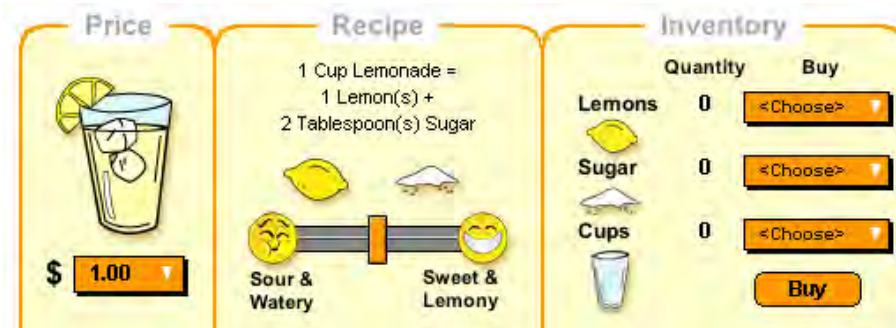 Price
$ 1.00
Recipe
1 Cup Lemonade =
1 Lemon(s) +
2 Tablespoon(s) Sugar
Sour &
Watery
Sweet &
Lemony
Inventory
Quantity Buy
Lemons 0 <Choose>
Sugar 0 <Choose>
Cups 0 <Choose>
Buy